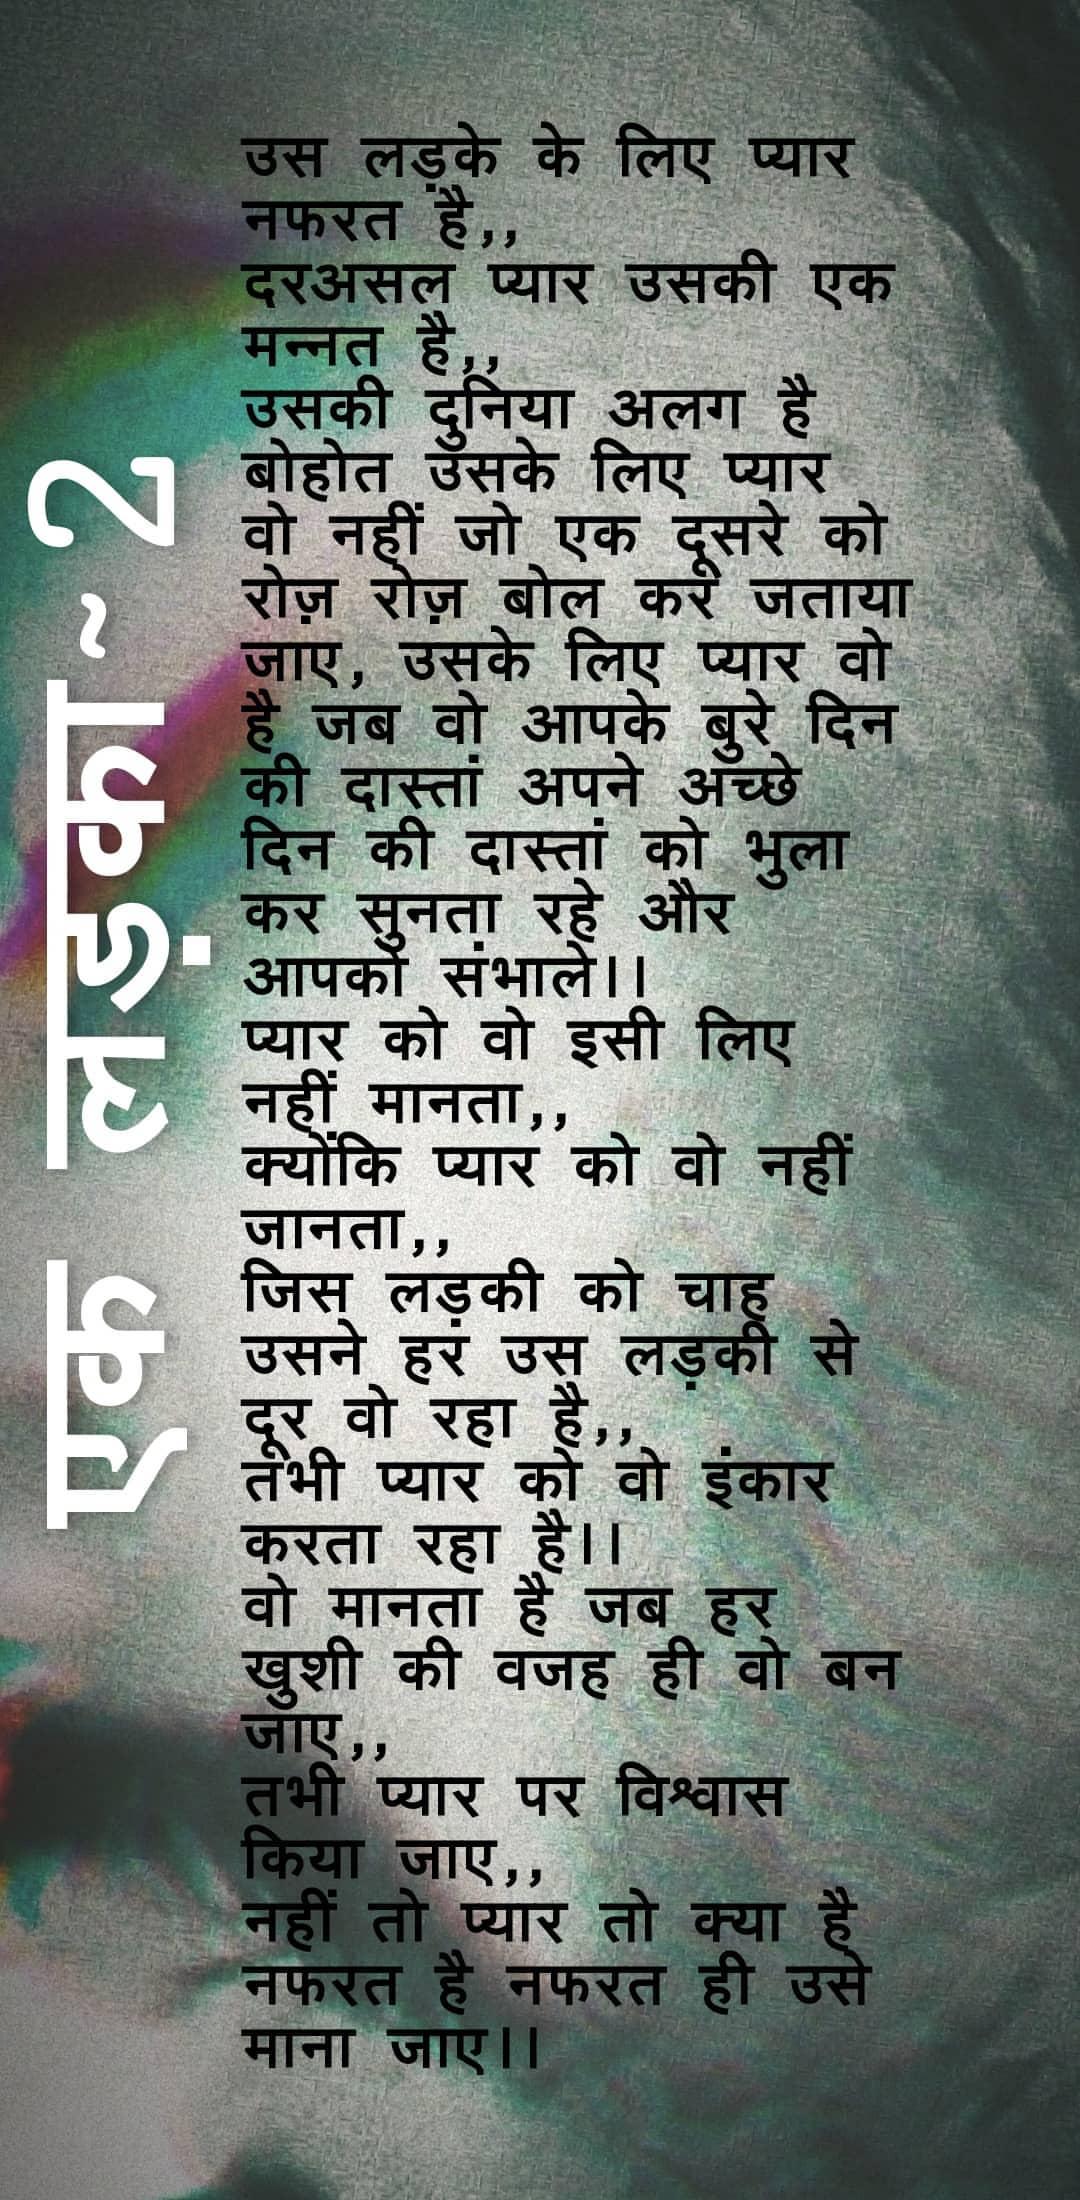 एक लड़का ~ 2
उस लड़के के लिए प्यार
नफरत है,,
दरअसल प्यार उसकी एक
मन्नत है,,
उसकी दुनिया अलग है
बोहोत उसके लिए प्यार
वो नहीं जो एक दूसरे को
रोज़ रोज़ बोल कर जताया
जाए, उसके लिए प्यार वो
है जब वो आपके बुरे दिन
की दास्तां अपने अच्छे
दिन की दास्तां को भुला
कर सुनता रहे और
आपको संभाले।।
प्यार को वो इसी लिए
नहीं मानता,,
क्योंकि प्यार को वो नहीं
जानता,,
जिस लड़की को चाह
उसने हर उस लड़की से
दूर वो रहा है,,
तभी प्यार को वो इंकार
करता रहा है।।
वो मानता है जब हर
खुशी की वजह ही वो बन
जाए,,
तभी प्यार पर विश्वास
किया जाए,,
नहीं तो प्यार तो क्या है
नफरत है नफरत ही उसे
माना जाए।।